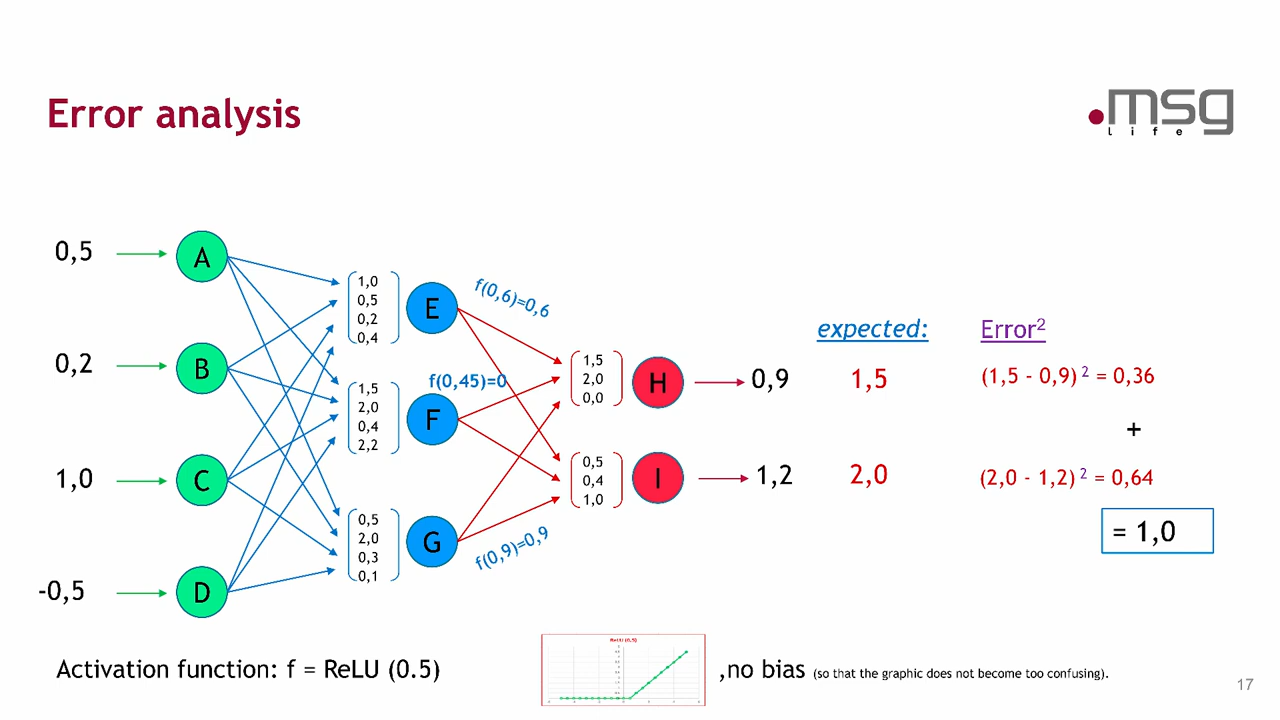 Error analysis
.msg
life
0,5
A
0,2
B
1,0
C
-0,5
D
1,0
0,5
0,2
0,4
E
f(0,6)=0,6
1,5
2,0
0,4
2,2
f(0,45)=0
F
0,5
2,0
0,3
0,1
G
f(0,9)=0,9
1,5
2,0
0,0
H
0,9
0,5
0,4
1,0
I
1,2
expected:
1,5
2,0
Error²
(1,5 - 0,9) ² = 0,36
+
(2,0 - 1,2) ² = 0,64
= 1,0
Activation function: f = ReLU (0.5)
ReLU (0,5)
,no bias (so that the graphic does not become too confusing).
17